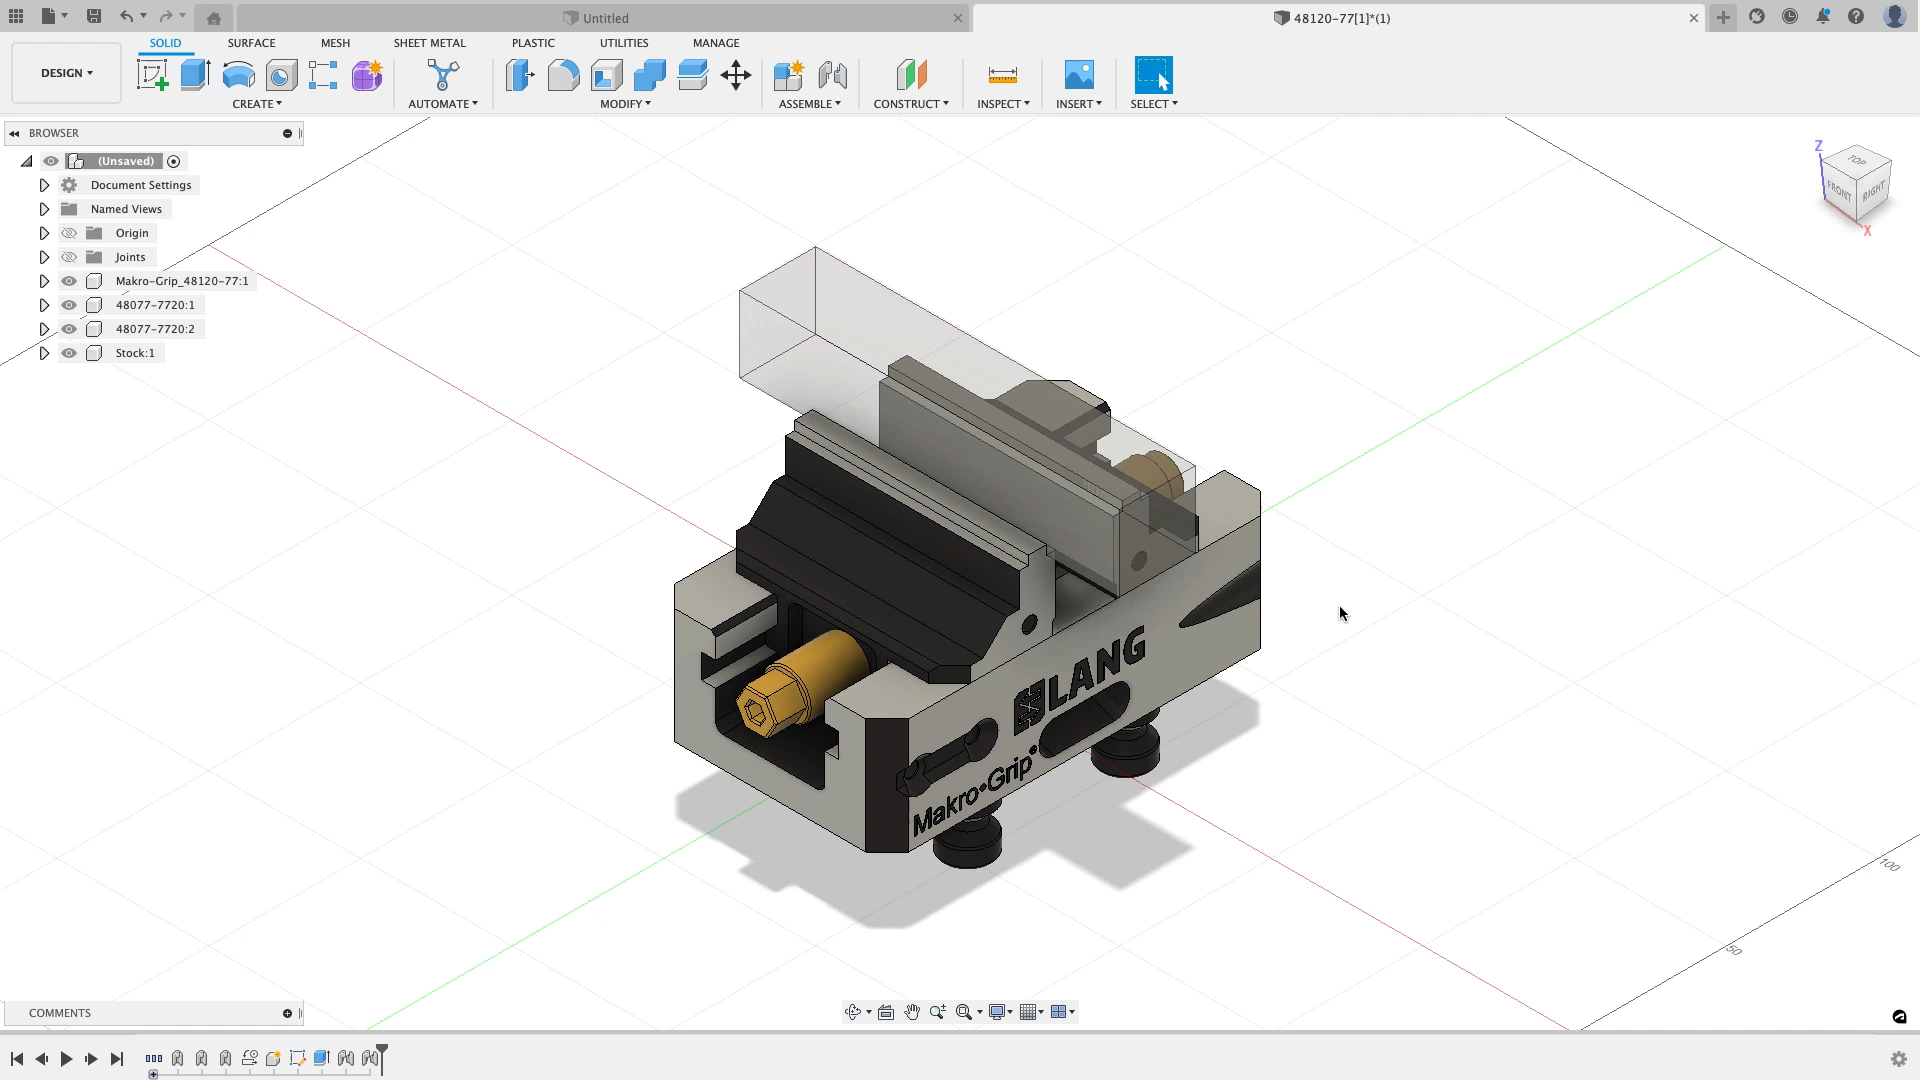 Untitled
48120-77[1]*(1)
SOLID
SURFACE
MESH
SHEET METAL
PLASTIC
UTILITIES
MANAGE
DESIGN
CREATE
AUTOMATE
MODIFY
ASSEMBLE
CONSTRUCT
INSPECT
INSERT
SELECT
BROWSER
(Unsaved)
Document Settings
Named Views
Origin
Joints
Makro-Grip_48120-77:1
48077-7720:1
48077-7720:2
Stock:1
Z
TOP
FRONT
RIGHT
X
LANG
Makro•Grip®
100
50
COMMENTS